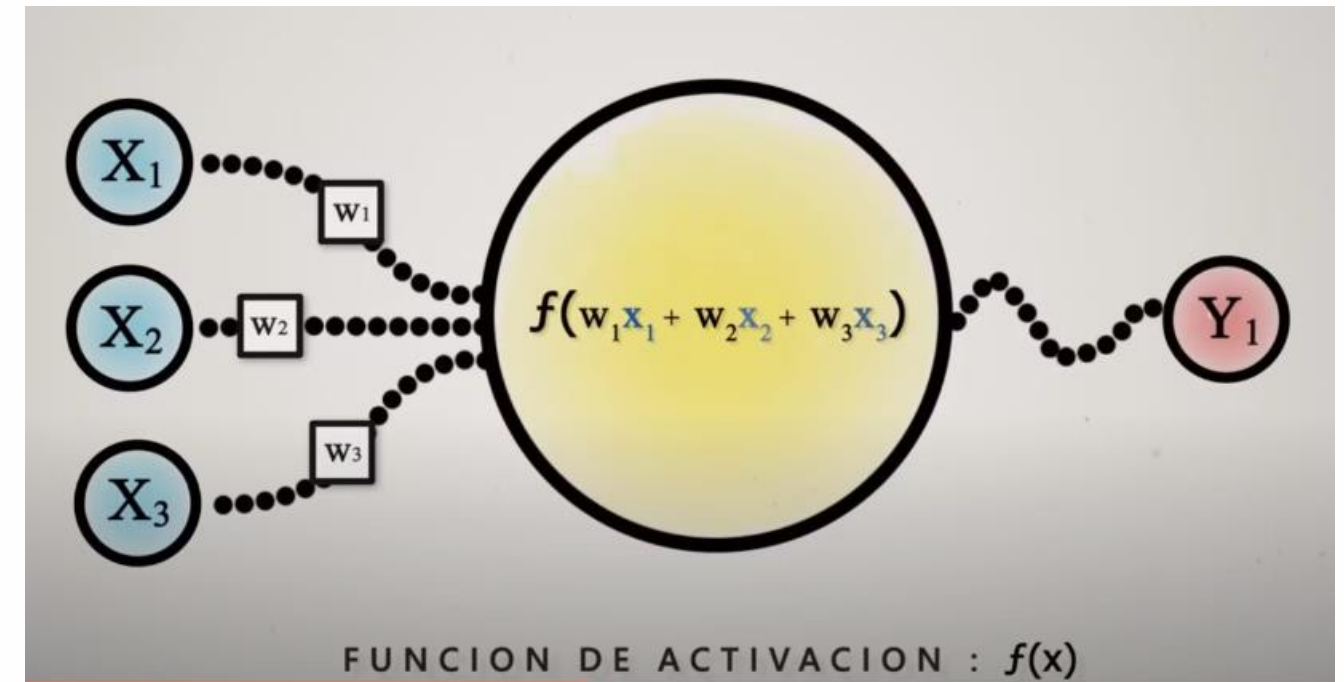 X₁
W₁
X₂
W₂
f(W₁X₁ + W₂X₂ + W₃X₃)
Y₁
W₃
X₃
FUNCION DE ACTIVACION : f(x)